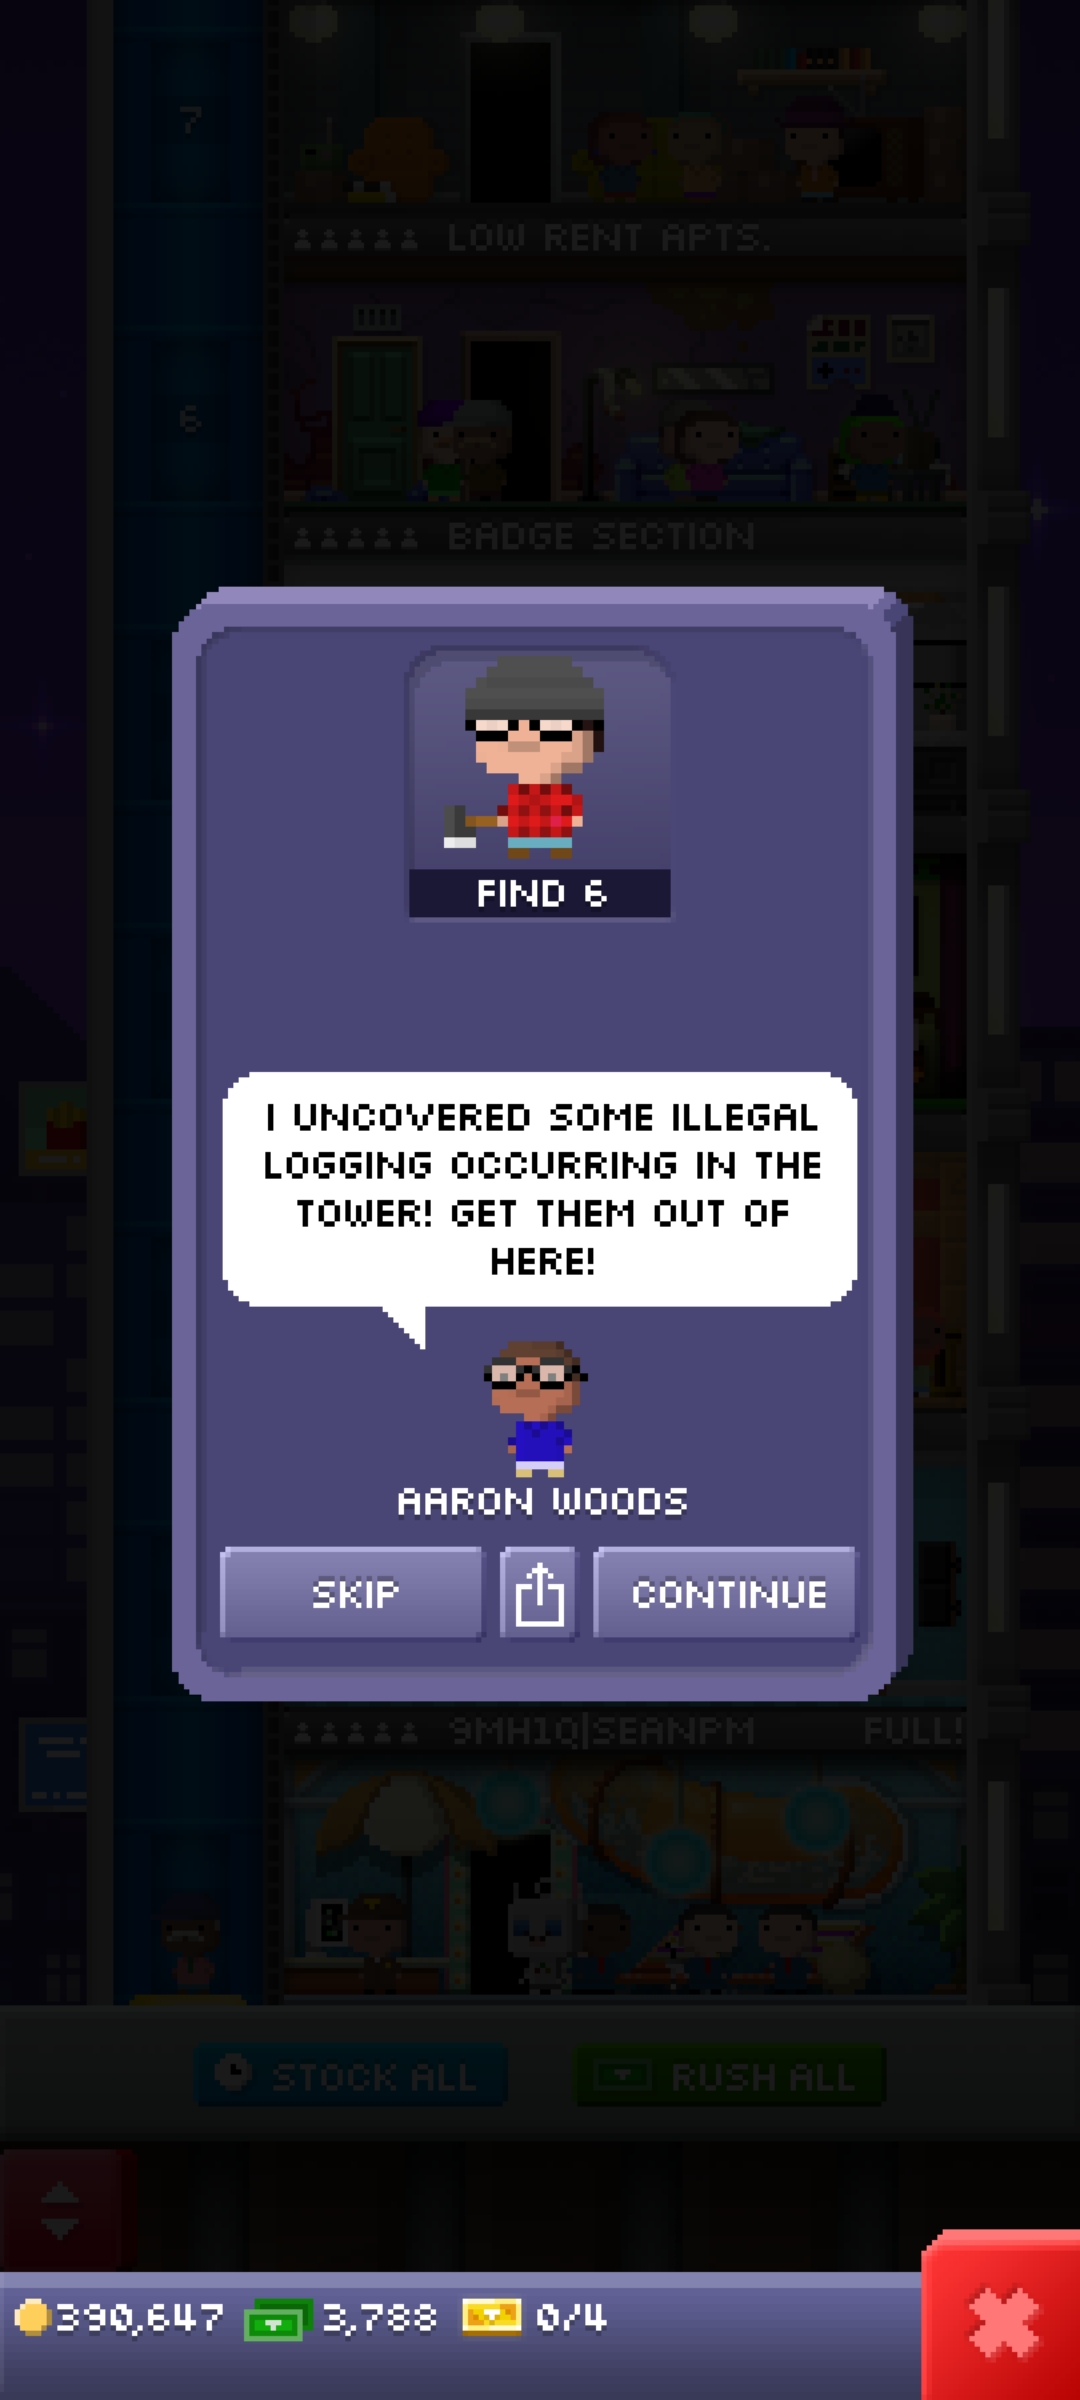 7
LOW RENT APTS.
6
BADGE SECTION
FIND 6
I UNCOVERED SOME ILLEGAL
LOGGING OCCURRING IN THE
TOWER! GET THEM OUT OF
HERE!
AARON WOODS
SKIP
CONTINUE
9MH1Q|SEANPM FULL!
STOCK ALL
RUSH ALL
390,647 3,788 0/4